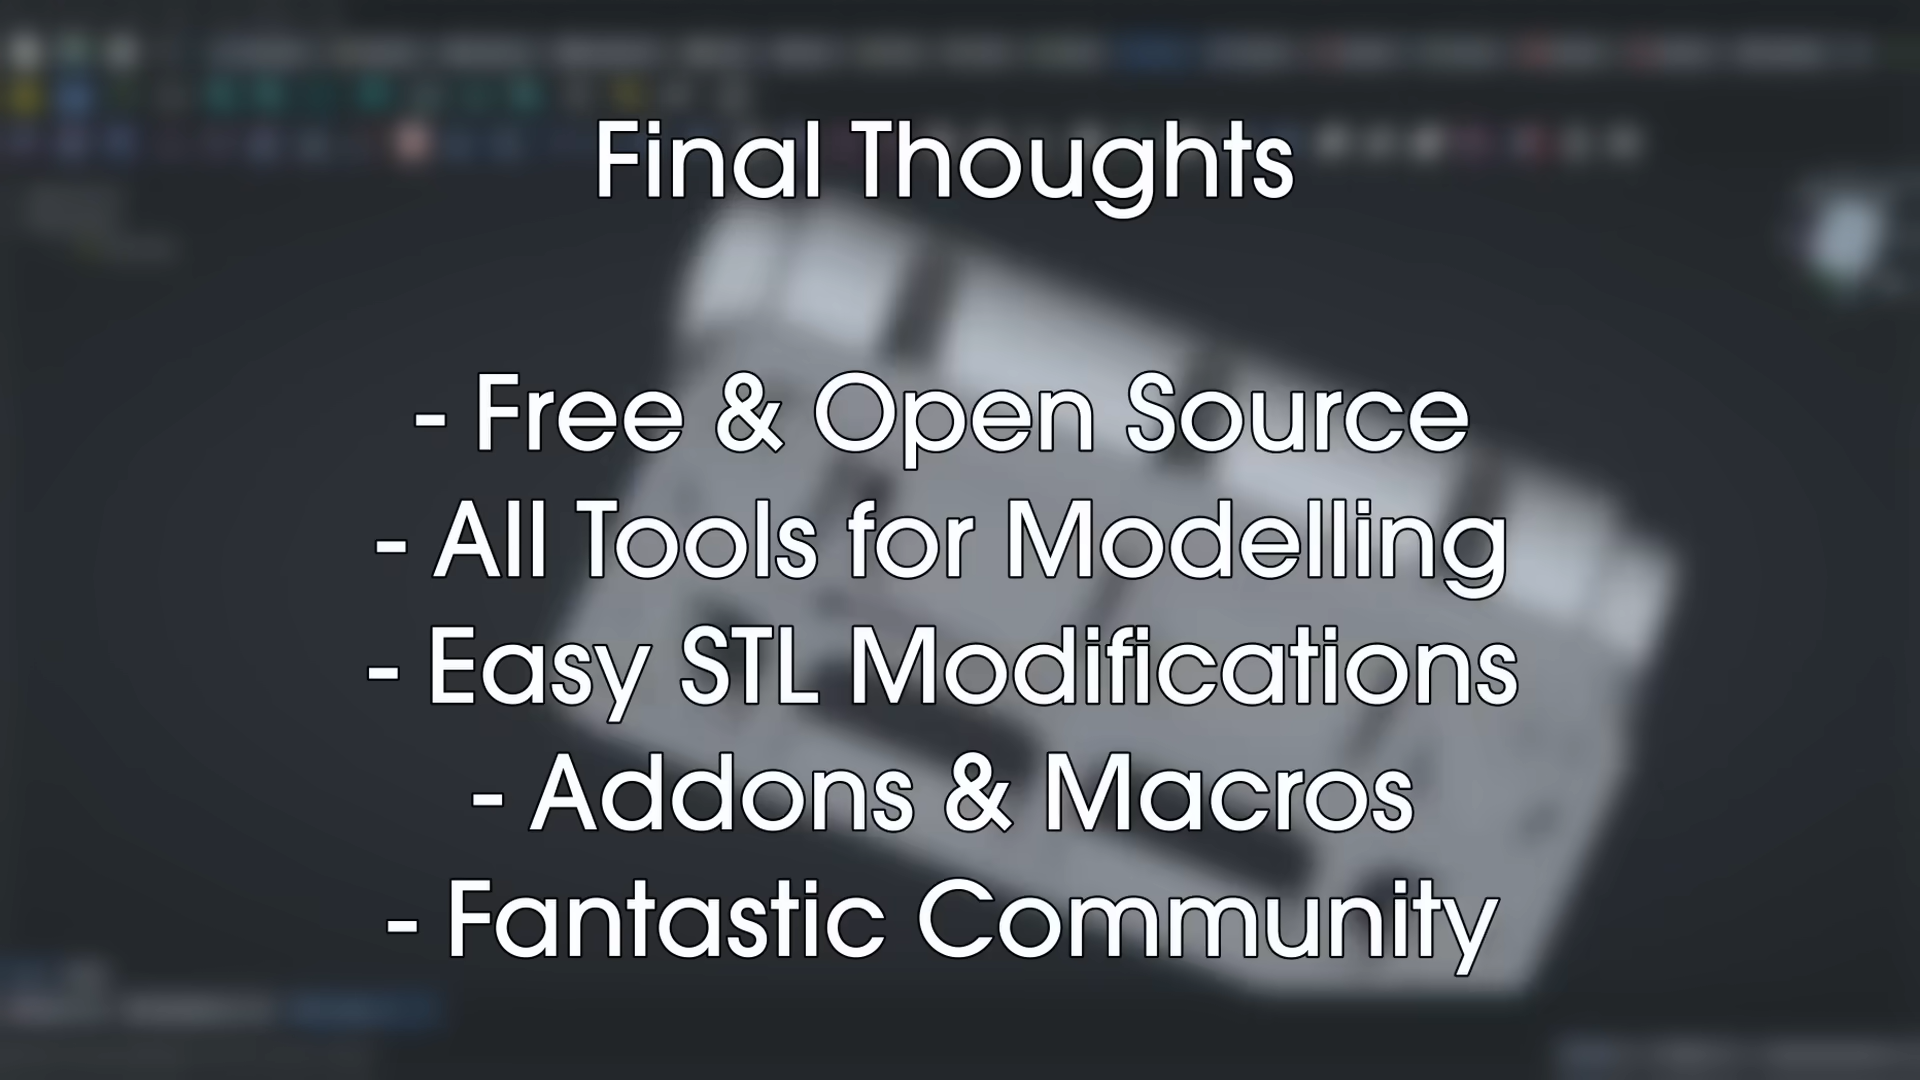 Final Thoughts
- Free & Open Source
- All Tools for Modelling
- Easy STL Modifications
- Addons & Macros
- Fantastic Community